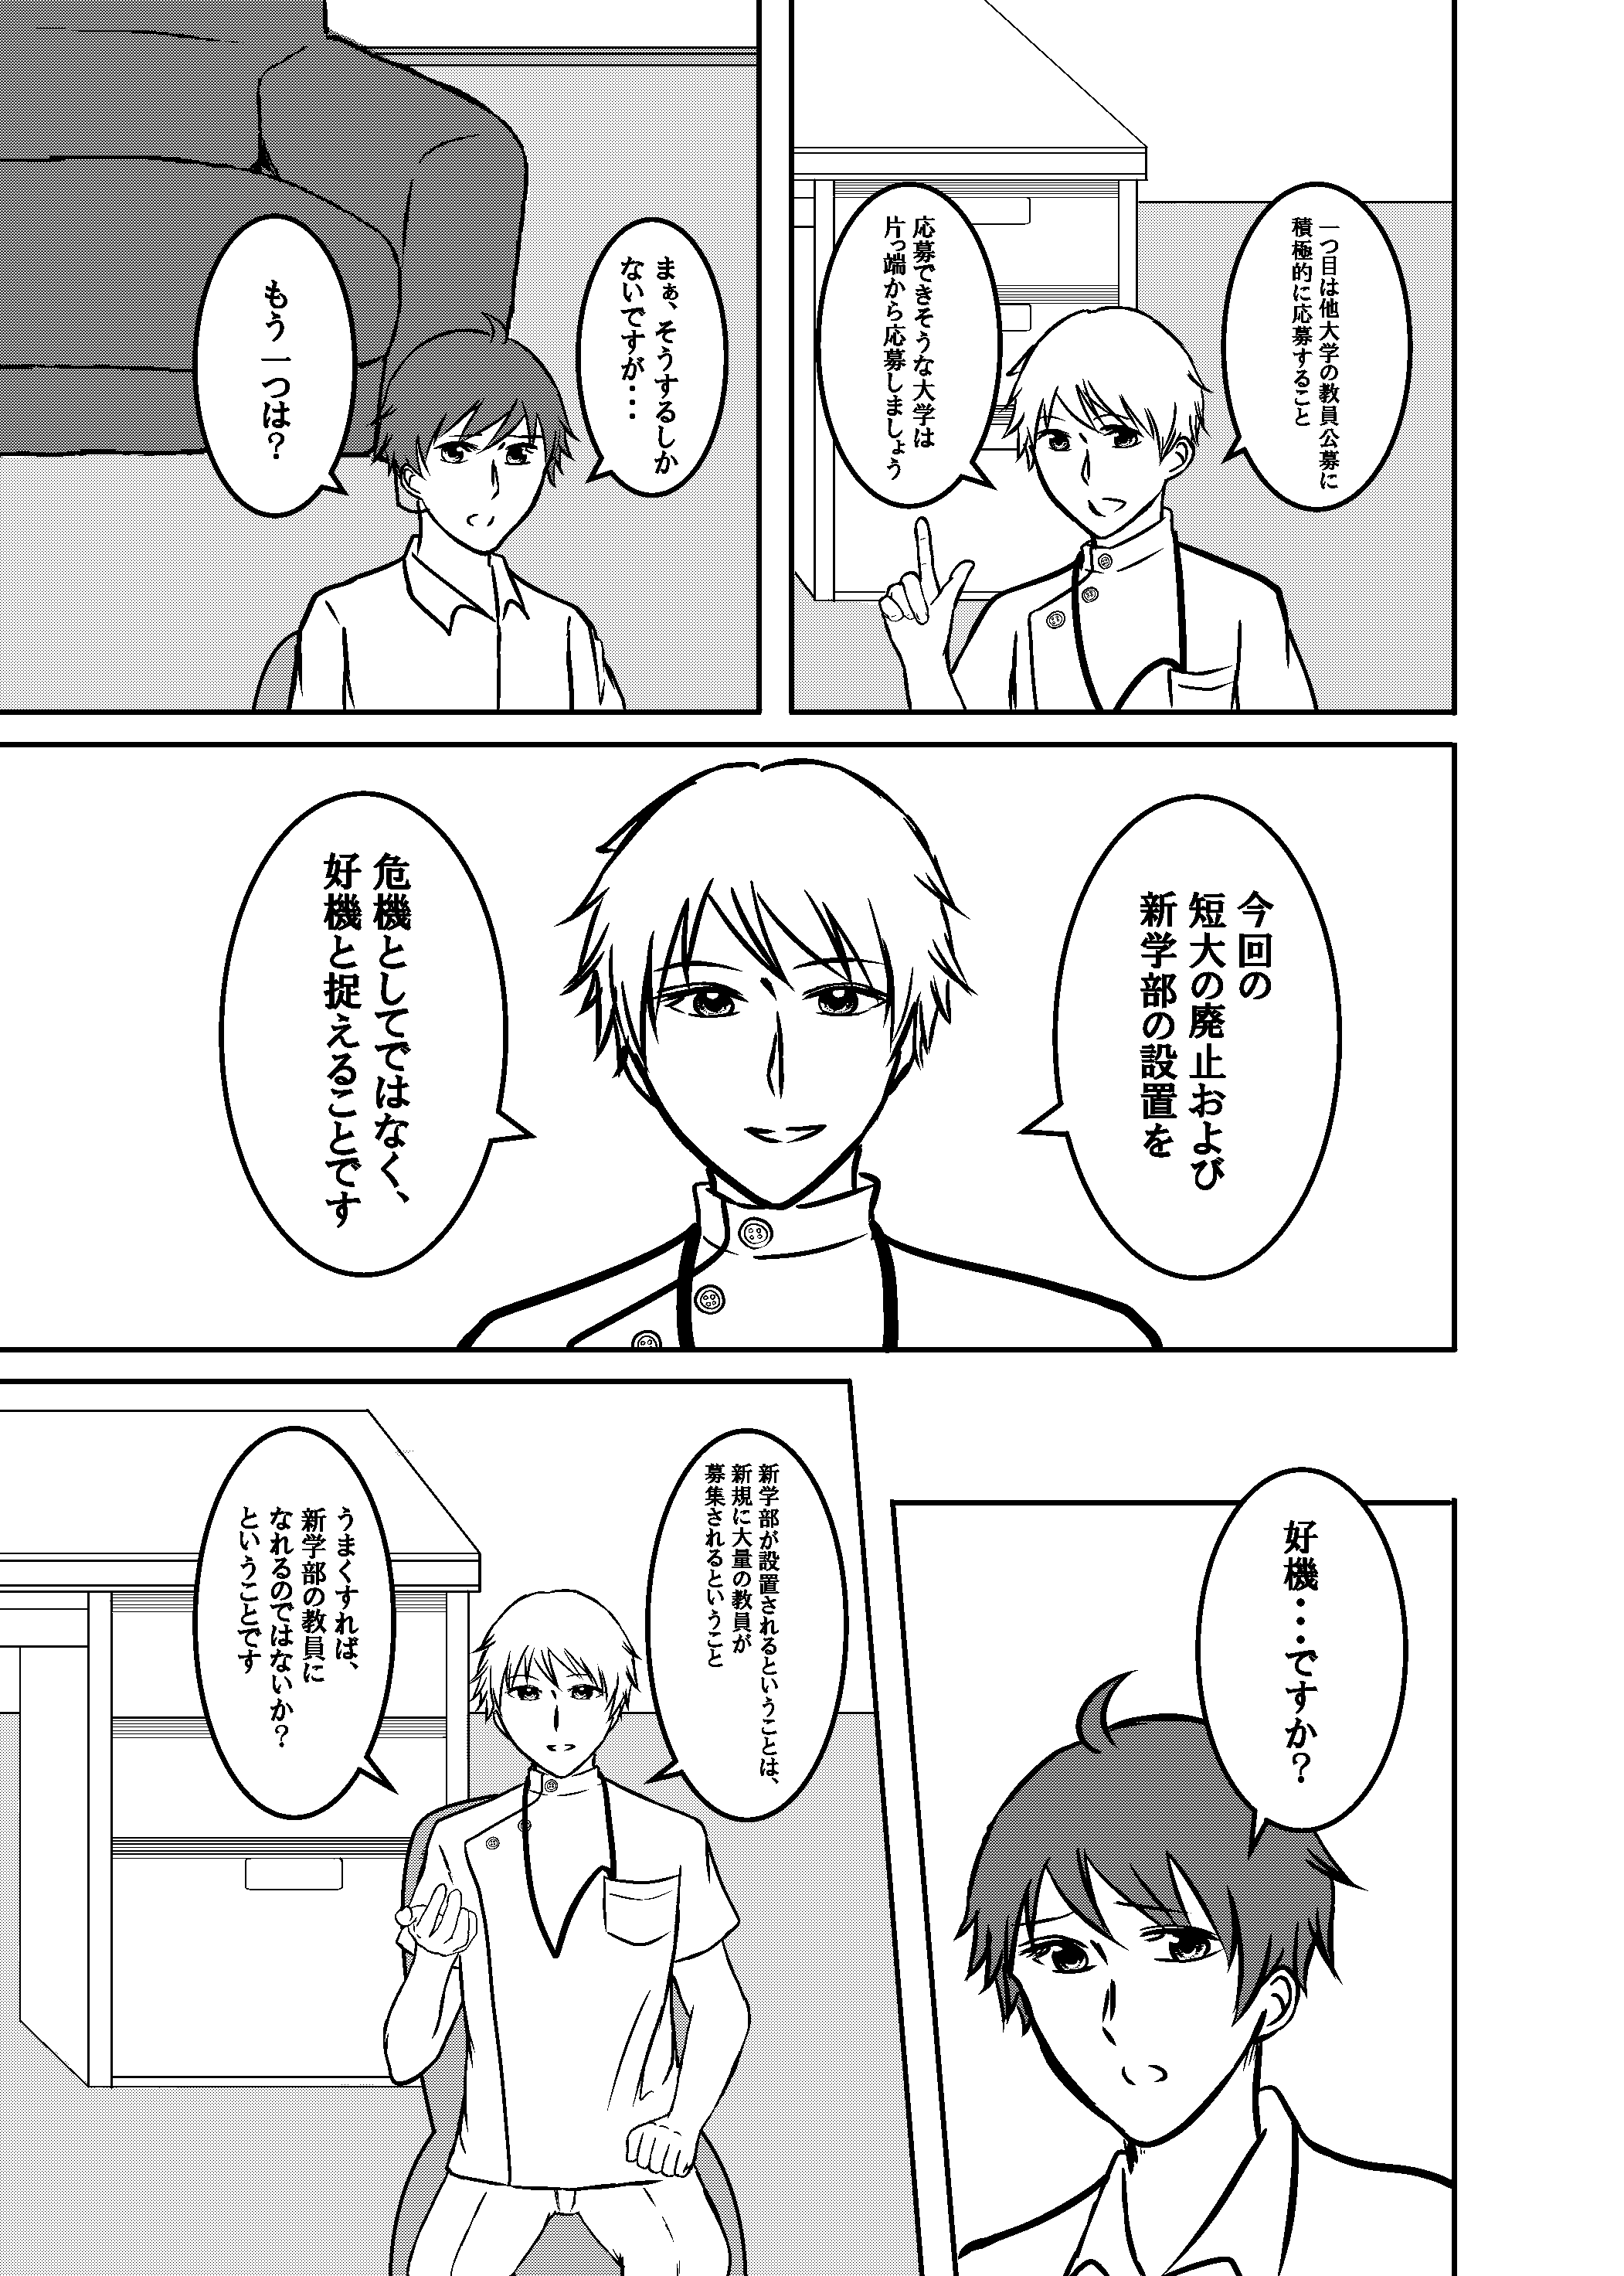 一つ目は他大学の教員公募に
積極的に応募すること
応募できそうな大学は
片っ端から応募しましょう
まぁ、そうするしか
ないですが・・・
もう一つは？
今回の
短大の廃止および
新学部の設置を
危機としてではなく、
好機と捉えることです
好機・・・ですか？
新学部が設置されるということは、
新規に大量の教員が
募集されるということ
うまくすれば、
新学部の教員に
なれるのではないか？
ということです